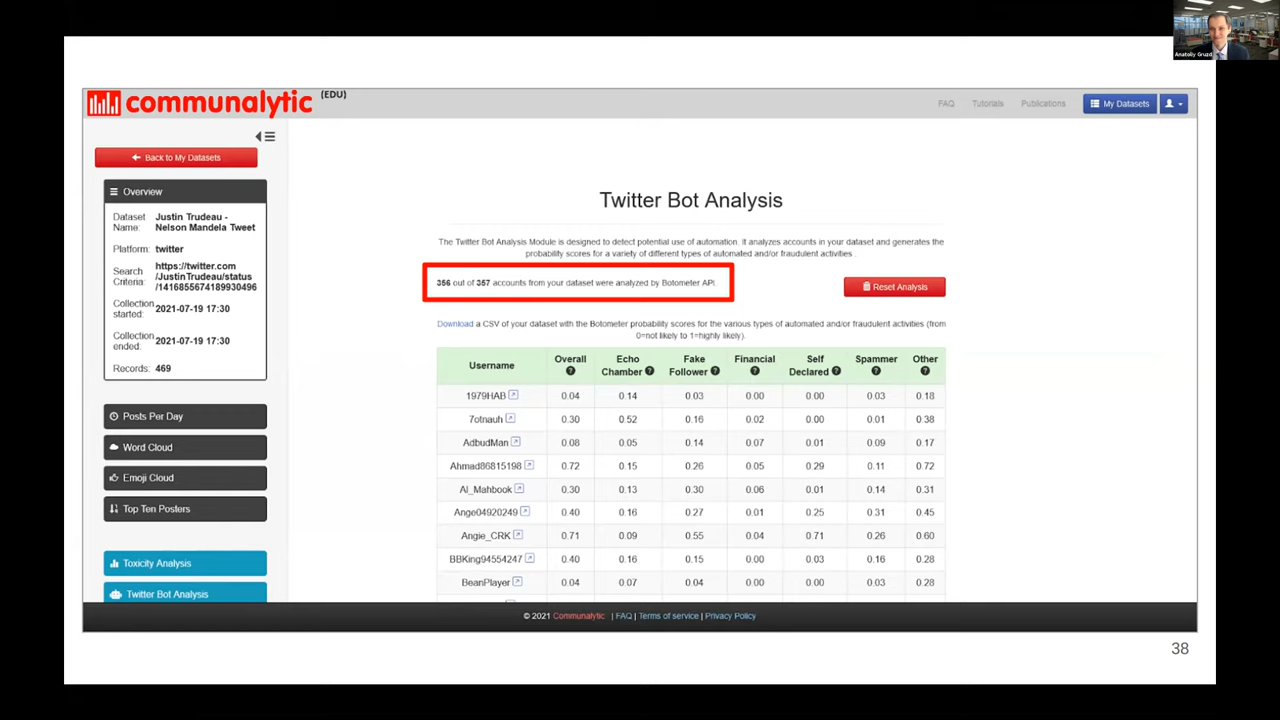 Anatoliy Gruzd
communalytic (EDU)
FAQ Tutorials Publications My Datasets
Back to My Datasets
Overview
Dataset Name: Justin Trudeau - Nelson Mandela Tweet
Platform: twitter
Search Criteria: https://twitter.com/JustinTrudeau/status/1416855674189930496
Collection started: 2021-07-19 17:30
Collection ended: 2021-07-19 17:30
Records: 469
Posts Per Day
Word Cloud
Emoji Cloud
Top Ten Posters
Toxicity Analysis
Twitter Bot Analysis
Twitter Bot Analysis
The Twitter Bot Analysis Module is designed to detect potential use of automation. It analyzes accounts in your dataset and generates the
probability scores for a variety of different types of automated and/or fraudulent activities .
356 out of 357 accounts from your dataset were analyzed by Botometer API.
Reset Analysis
Download a CSV of your dataset with the Botometer probability scores for the various types of automated and/or fraudulent activities (from
0=not likely to 1=highly likely).
Username Overall Echo Chamber Fake Follower Financial Self Declared Spammer Other
1979HAB 0.04 0.14 0.03 0.00 0.00 0.03 0.18
7otnauh 0.30 0.52 0.16 0.02 0.00 0.01 0.38
AdbudMan 0.08 0.05 0.14 0.07 0.01 0.09 0.17
Ahmad86815198 0.72 0.15 0.26 0.05 0.29 0.11 0.72
Al_Mahbook 0.30 0.13 0.30 0.06 0.01 0.14 0.31
Ange04920249 0.40 0.16 0.27 0.01 0.25 0.31 0.45
Angie_CRK 0.71 0.09 0.55 0.04 0.71 0.26 0.60
BBKing94554247 0.40 0.16 0.15 0.00 0.03 0.16 0.28
BeanPlayer 0.04 0.07 0.04 0.00 0.00 0.03 0.28
© 2021 Communalytic | FAQ | Terms of service | Privacy Policy
38